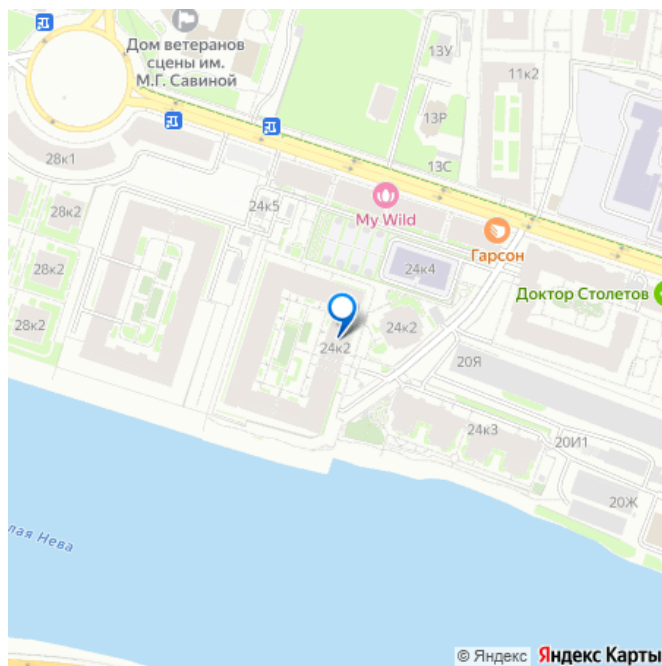 Дом ветеранов
сцены им.
М.Г. Савиной
13У
11к2
13Р
13С
28к1
28к2
24к5
My Wild
Гарсон
28к2
24к4
Доктор Столетов
28к2
24к2
24к2
20Я
24к3
20И1
20Ж
лая Нева
© Яндекс Яндекс Карты